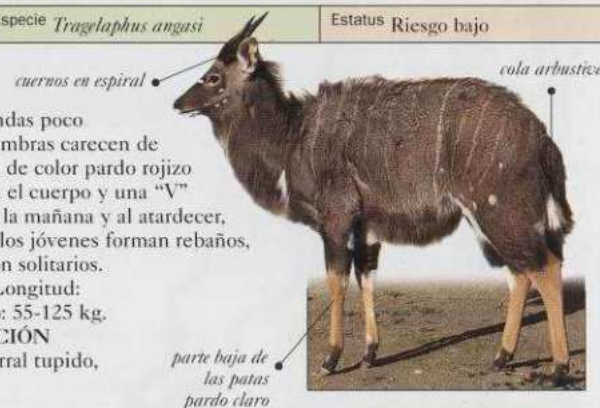 specie Tragelaphus angasi
Estatus Riesgo bajo
cuernos en espiral
cola arbustiva
ndas poco
mbras carecen de
de color pardo rojizo
el cuerpo y una “V”
la mañana y al atardecer,
los jóvenes forman rebaños,
n solitarios.
Longitud:
: 55-125 kg.
CIÓN
rral tupido,
parte baja de
las patas
pardo claro